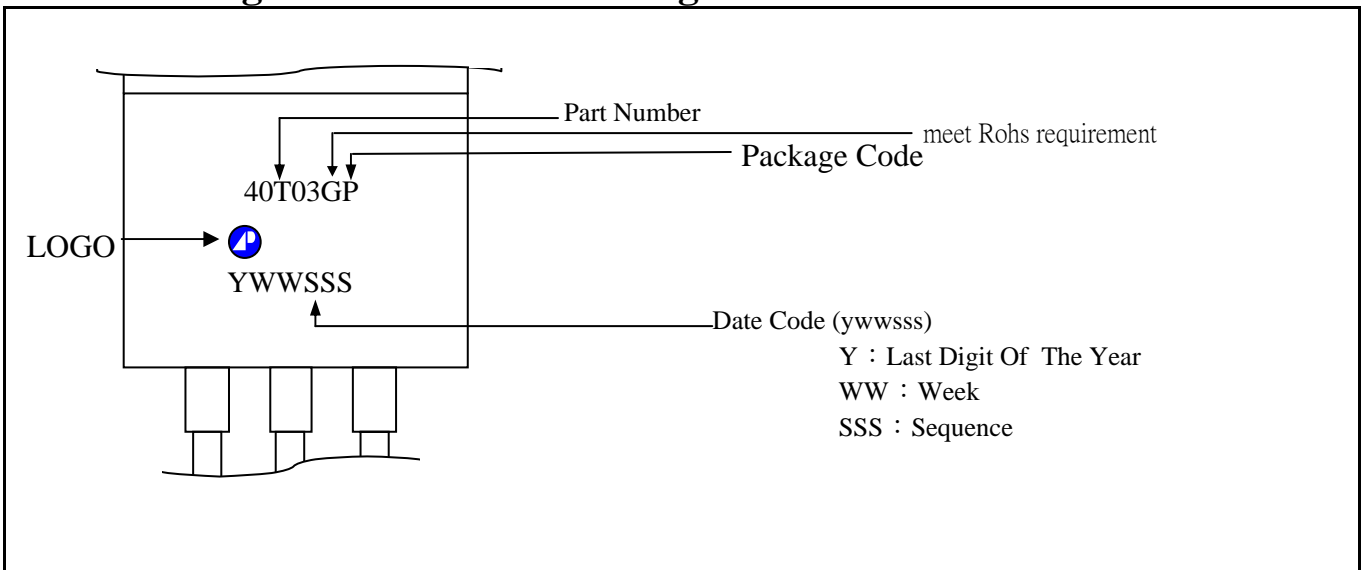 Part Number
meet Rohs requirement
Package Code
40T03GP
LOGO
YWWSSS
Date Code (ywwsss)
Y：Last Digit Of The Year
WW：Week
SSS：Sequence